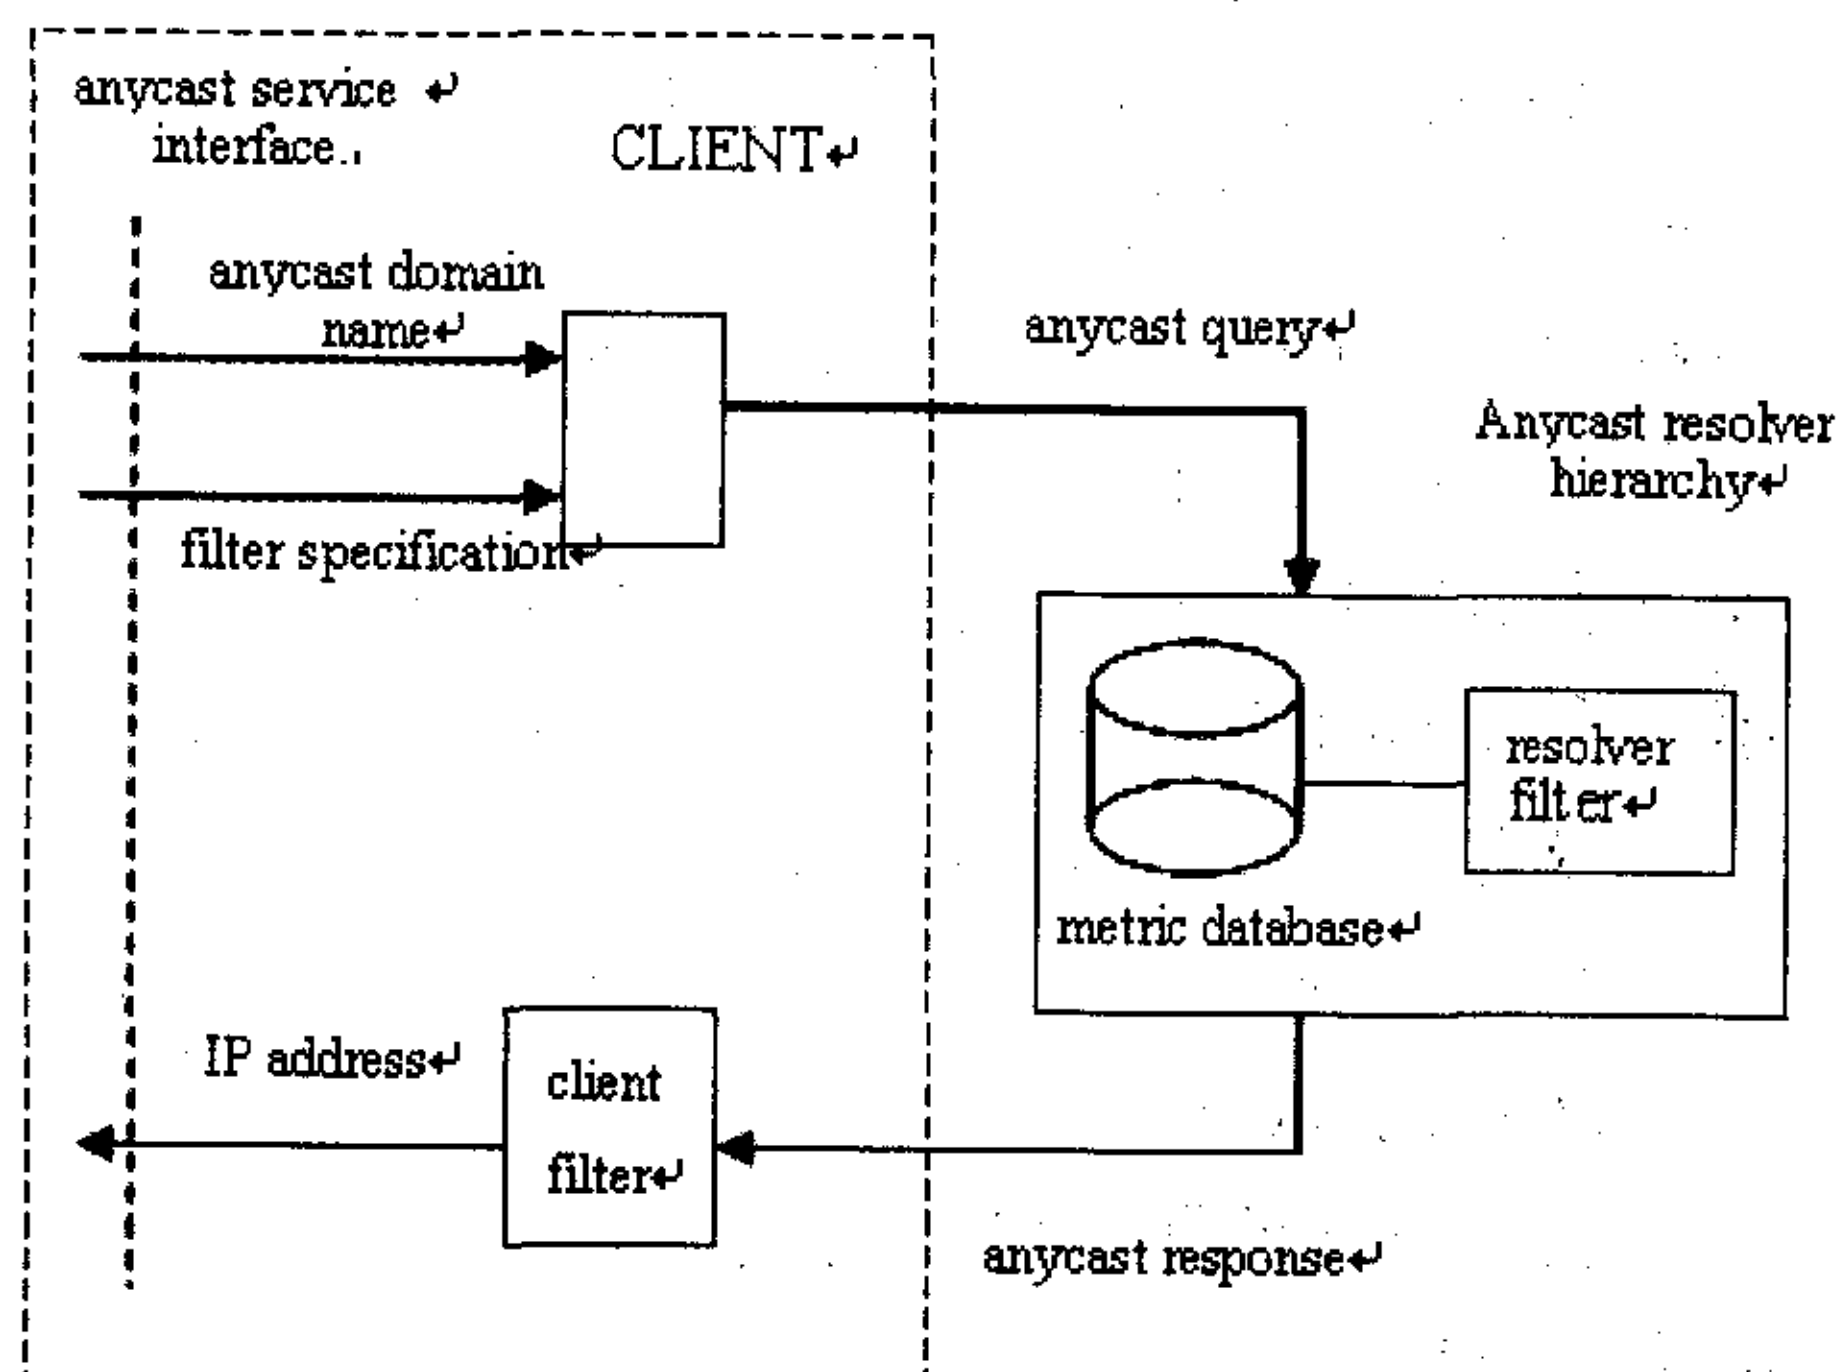 anycast service ↵
interface..
CLIENT↵
anycast domain
name↵
anycast query↵
Anycast resolver
hierarchy↵
filter specification↵
resolver
filter↵
metric database↵
IP address↵
client
filter↵
anycast response↵